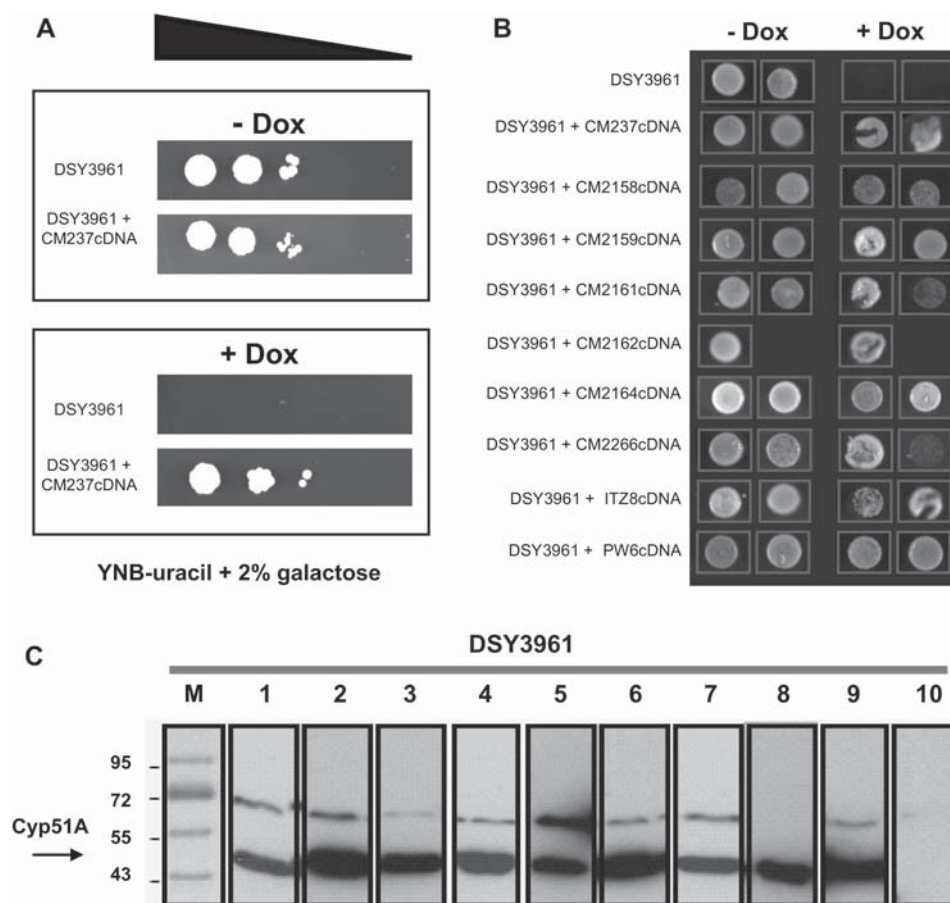 A
- Dox
DSY3961
DSY3961 +
CM237cDNA
+ Dox
DSY3961
DSY3961 +
CM237cDNA
YNB-uracil + 2% galactose
B
- Dox + Dox
DSY3961
DSY3961 + CM237cDNA
DSY3961 + CM2158cDNA
DSY3961 + CM2159cDNA
DSY3961 + CM2161cDNA
DSY3961 + CM2162cDNA
DSY3961 + CM2164cDNA
DSY3961 + CM2266cDNA
DSY3961 + ITZ8cDNA
DSY3961 + PW6cDNA
C
DSY3961
M 1 2 3 4 5 6 7 8 9 10
95
72
Cyp51A
55
43